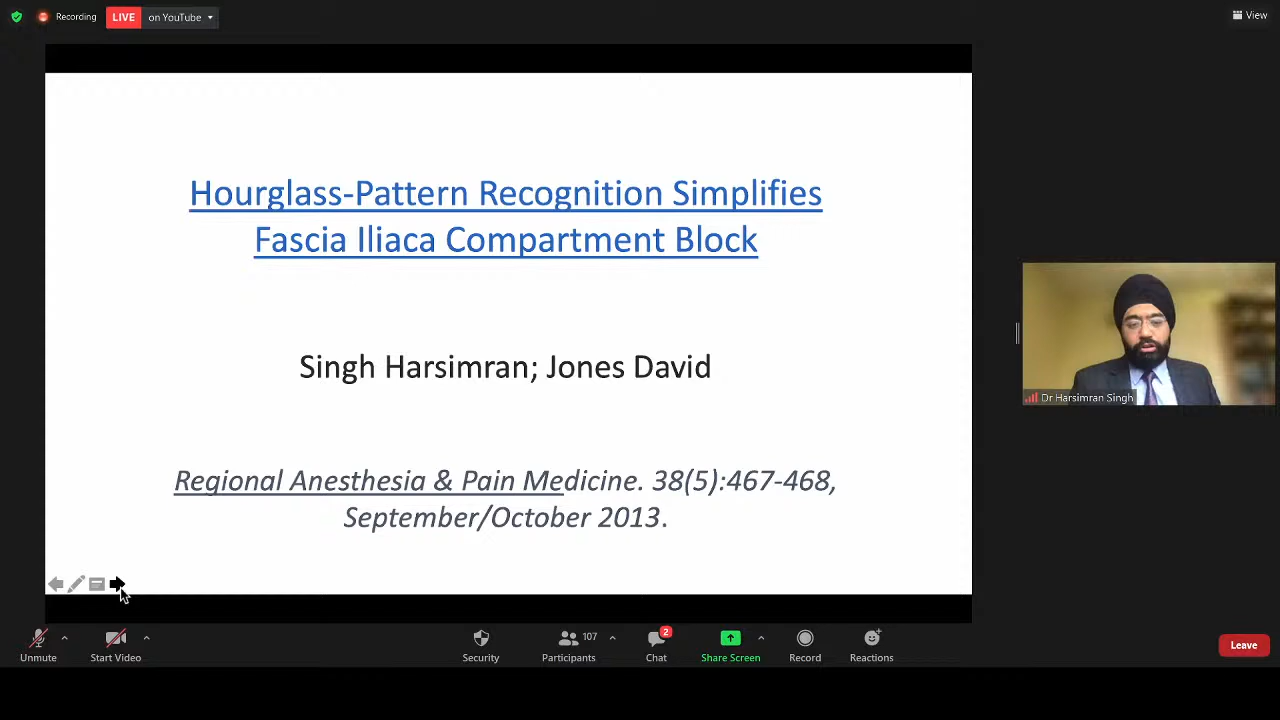 Recording
LIVE on YouTube
View
Hourglass-Pattern Recognition Simplifies
Fascia Iliaca Compartment Block
Singh Harsimran; Jones David
Regional Anesthesia & Pain Medicine. 38(5):467-468,
September/October 2013.
Dr Harsimran Singh
Unmute
Start Video
Security
Participants
107
Chat
2
Share Screen
Record
Reactions
Leave